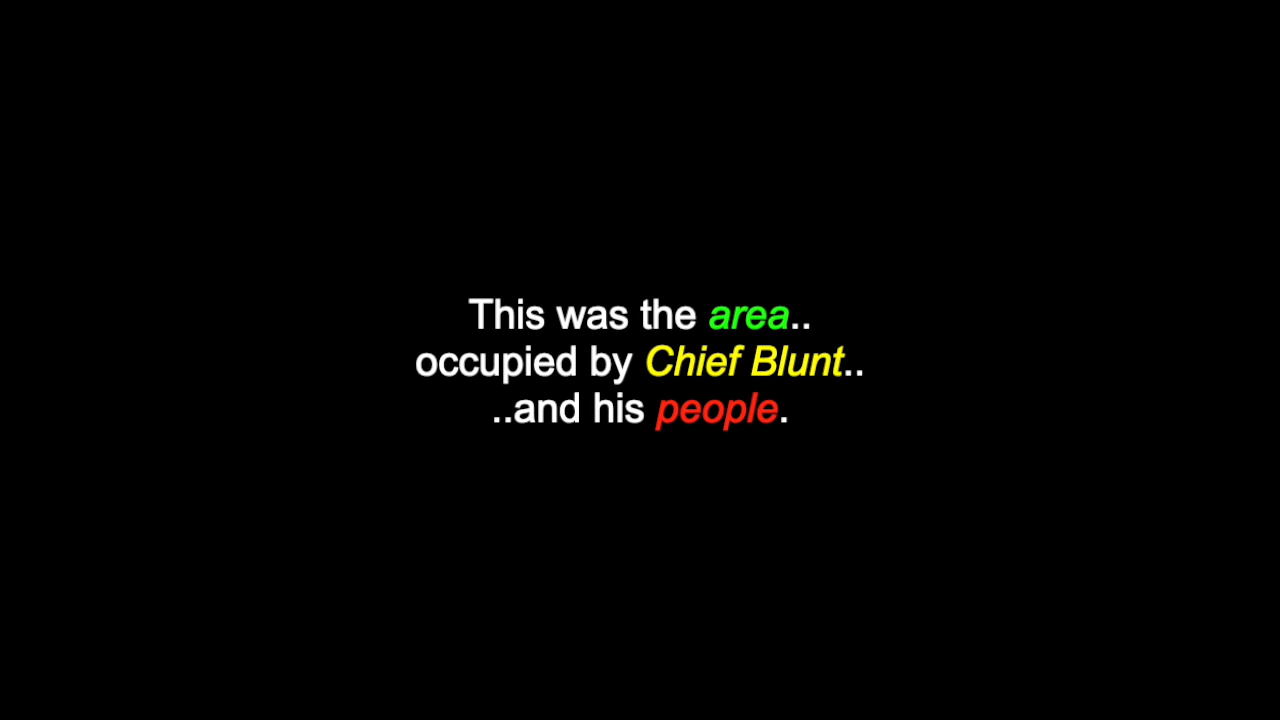 This was the area..
occupied by Chief Blunt..
..and his people.